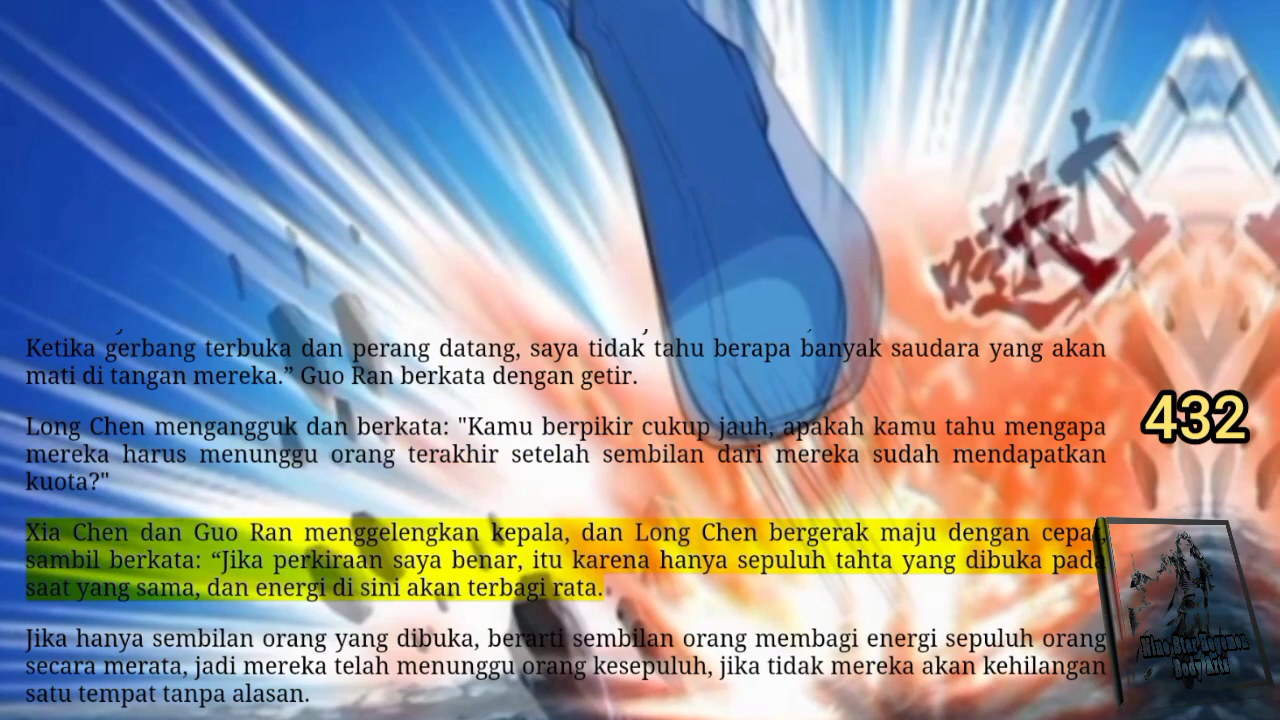 Ketika gerbang terbuka dan perang datang, saya tidak tahu berapa banyak saudara yang akan
mati di tangan mereka.” Guo Ran berkata dengan getir.
Long Chen mengangguk dan berkata: "Kamu berpikir cukup jauh, apakah kamu tahu mengapa
mereka harus menunggu orang terakhir setelah sembilan dari mereka sudah mendapatkan
kuota?"
Xia Chen dan Guo Ran menggelengkan kepala, dan Long Chen bergerak maju dengan cepat,
sambil berkata: “Jika perkiraan saya benar, itu karena hanya sepuluh tahta yang dibuka pada
saat yang sama, dan energi di sini akan terbagi rata.
Jika hanya sembilan orang yang dibuka, berarti sembilan orang membagi energi sepuluh orang
secara merata, jadi mereka telah menunggu orang kesepuluh, jika tidak mereka akan kehilangan
satu tempat tanpa alasan.
432